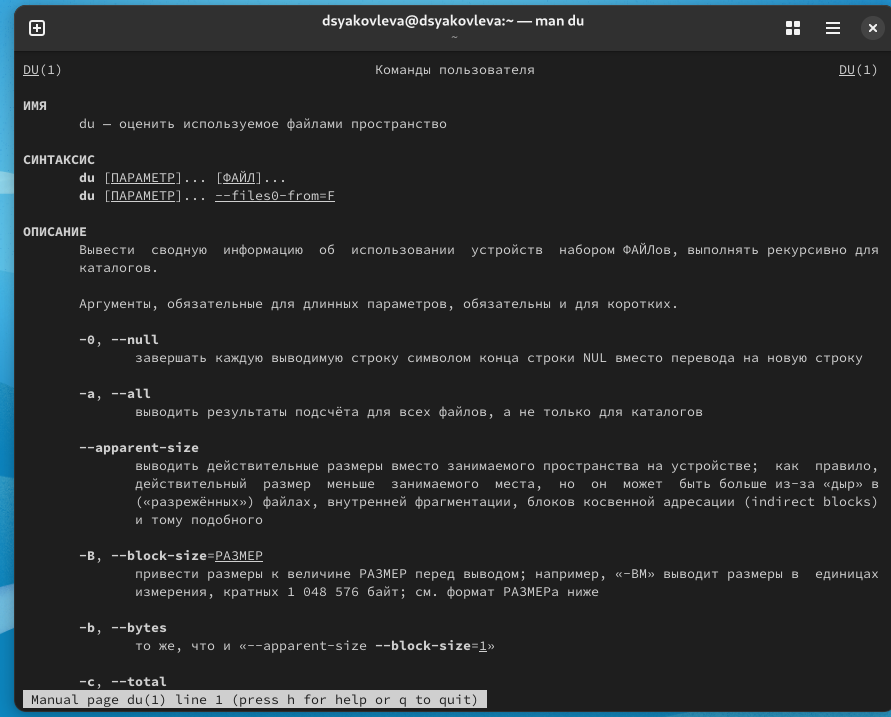 dsyakovleva@dsyakovleva:~ — man du
~
DU(1) Команды пользователя DU(1)
ИМЯ
du — оценить используемое файлами пространство
СИНТАКСИС
du [ПАРАМЕТР]... [ФАЙЛ]...
du [ПАРАМЕТР]... --files0-from=F
ОПИСАНИЕ
Вывести сводную информацию об использовании устройств набором ФАЙЛов, выполнять рекурсивно для
каталогов.
Аргументы, обязательные для длинных параметров, обязательны и для коротких.
-0, --null
завершать каждую выводимую строку символом конца строки NUL вместо перевода на новую строку
-a, --all
выводить результаты подсчёта для всех файлов, а не только для каталогов
--apparent-size
выводить действительные размеры вместо занимаемого пространства на устройстве; как правило,
действительный размер меньше занимаемого места, но он может быть больше из-за «дыр» в
(«разрежённых») файлах, внутренней фрагментации, блоков косвенной адресации (indirect blocks)
и тому подобного
-B, --block-size=РАЗМЕР
привести размеры к величине РАЗМЕР перед выводом; например, «-BM» выводит размеры в единицах
измерения, кратных 1 048 576 байт; см. формат РАЗМЕРа ниже
-b, --bytes
то же, что и «--apparent-size --block-size=1»
-c, --total
Manual page du(1) line 1 (press h for help or q to quit)